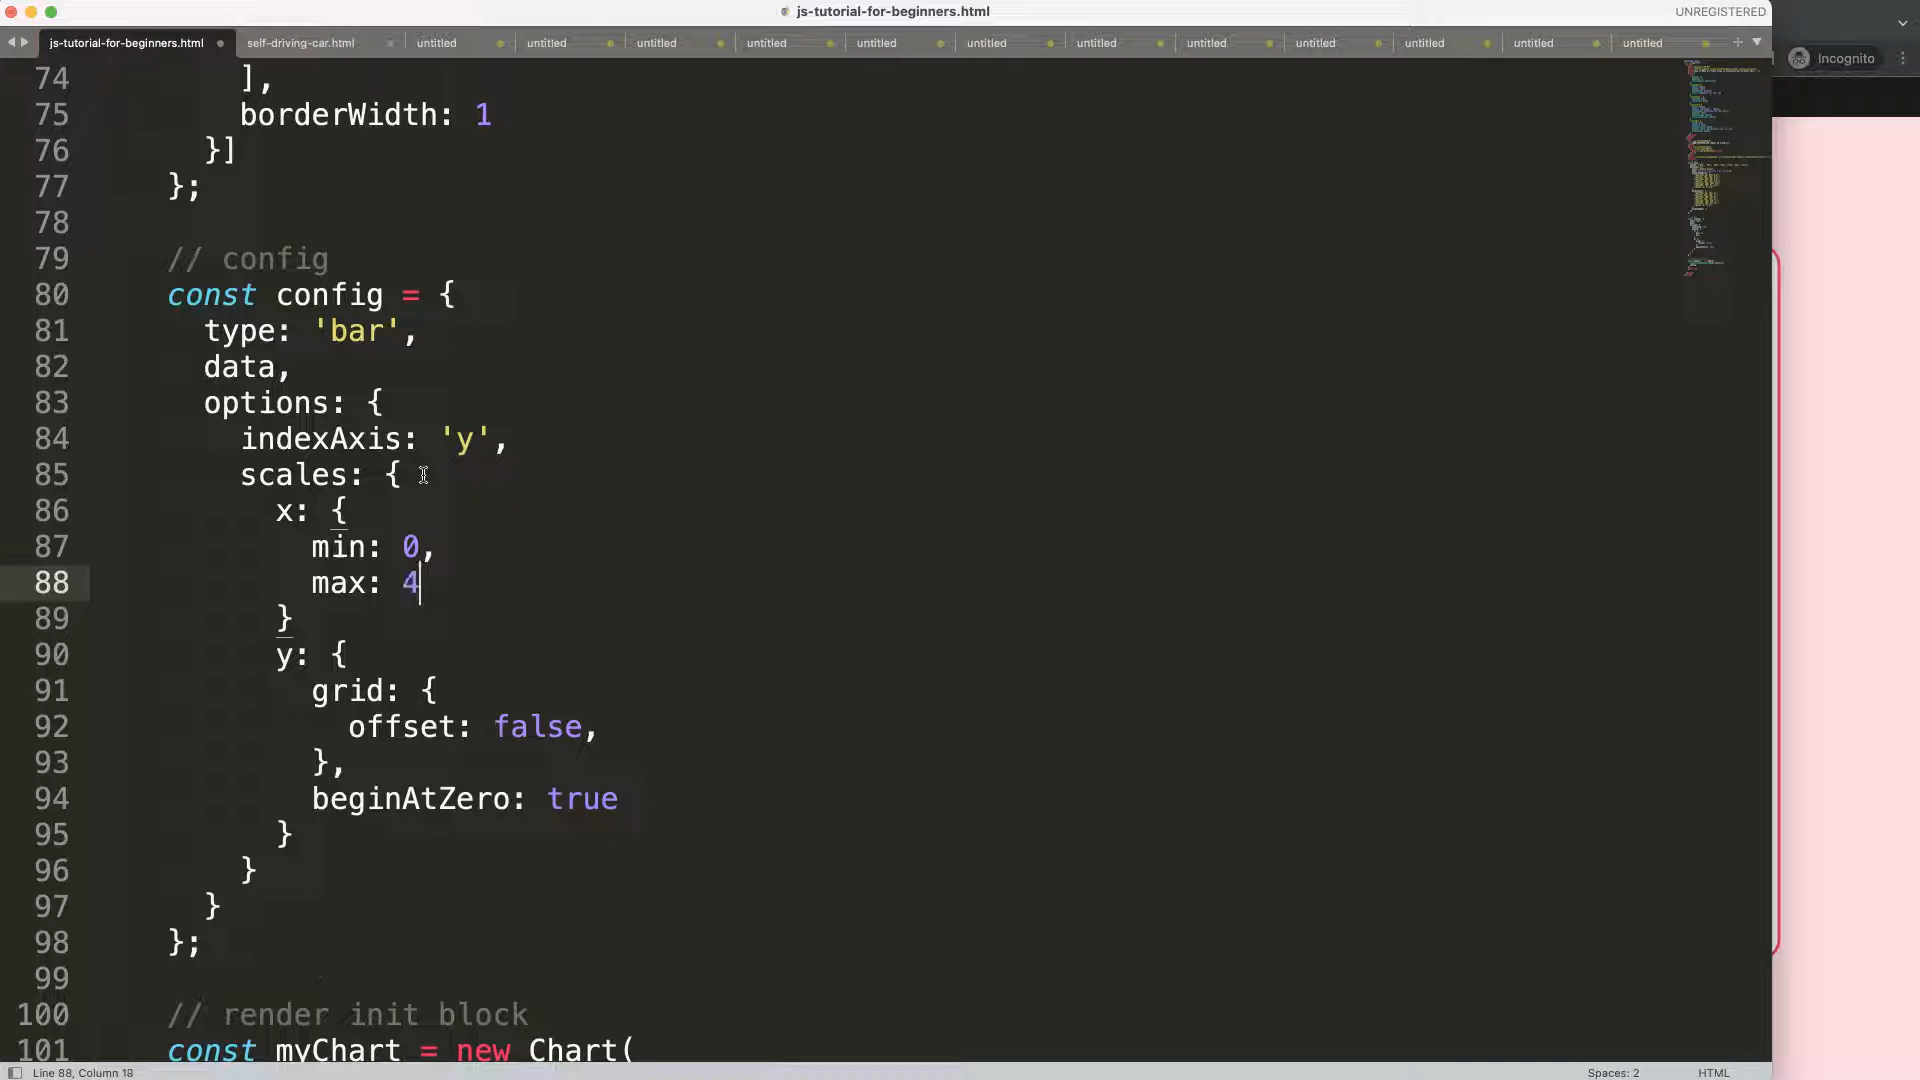 js-tutorial-for-beginners.html
UNREGISTERED
js-tutorial-for-beginners.html self-driving-car.html untitled untitled untitled untitled untitled untitled untitled untitled untitled untitled untitled untitled
Incognito
74 ],
75 borderWidth: 1
76 }]
77 };
78
79 // config
80 const config = {
81 type: 'bar',
82 data,
83 options: {
84 indexAxis: 'y',
85 scales: {
86 x: {
87 min: 0,
88 max: 4
89 }
90 y: {
91 grid: {
92 offset: false,
93 },
94 beginAtZero: true
95 }
96 }
97 }
98 };
99
100 // render init block
101 const myChart = new Chart(
Line 88, Column 18
Spaces: 2
HTML